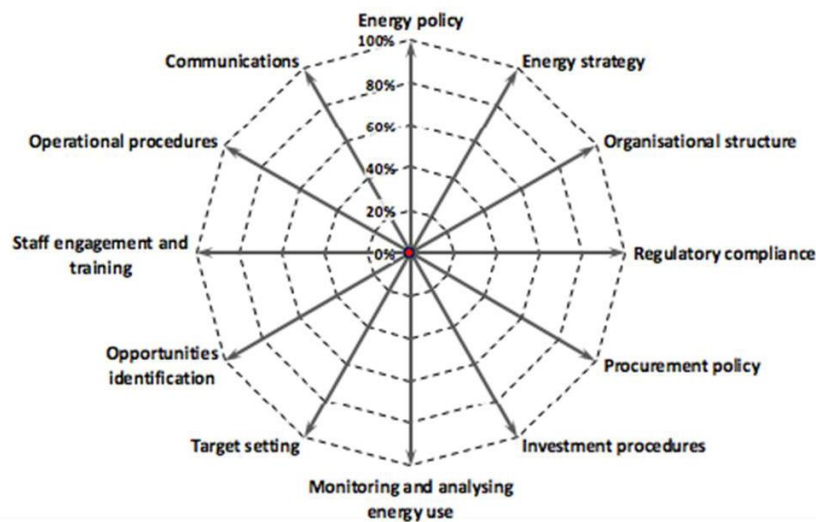 Energy policy
100%
Communications
Energy strategy
80%
Operational procedures
60%
Organisational structure
40%
20%
Staff engagement and
training
0%
Regulatory compliance
Opportunities
identification
Procurement policy
Target setting
Investment procedures
Monitoring and analysing
energy use